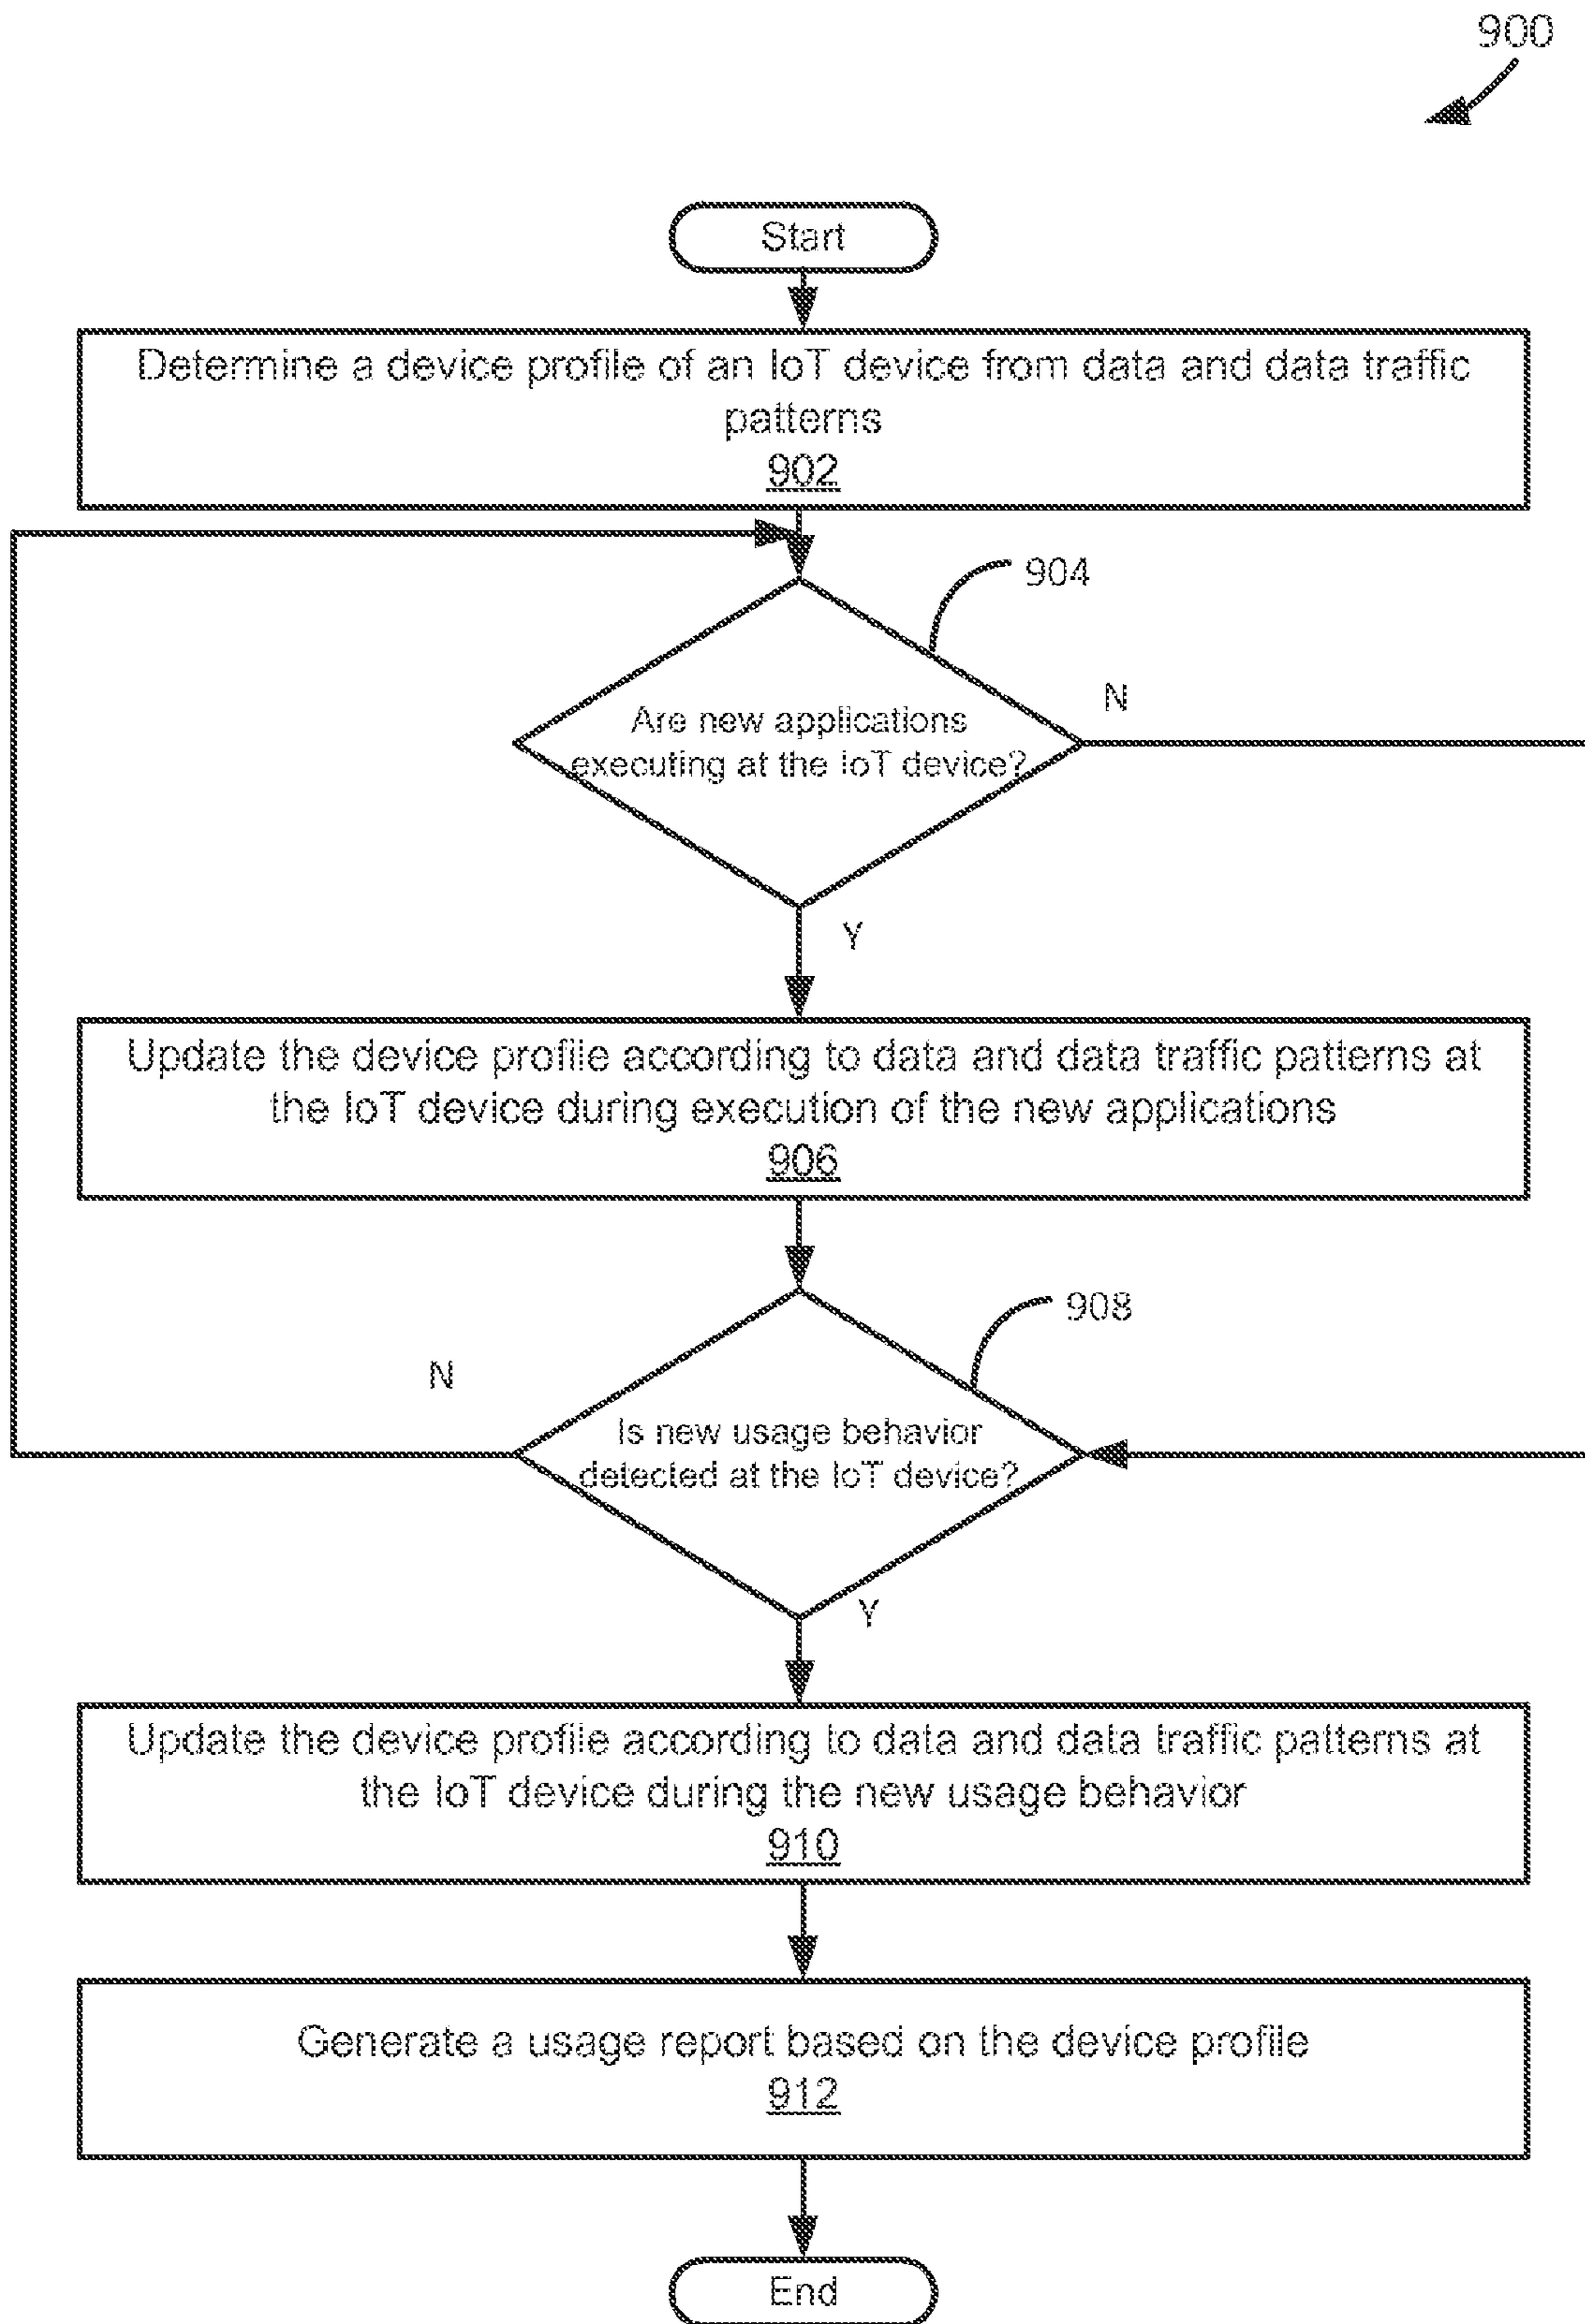 900
Start
Determine a device profile of an IoT device from data and data traffic
patterns
902
904
N
Are new applications
executing at the IoT device?
Y
Update the device profile according to data and data traffic patterns at
the IoT device during execution of the new applications
906
908
N
Is new usage behavior
detected at the IoT device?
Y
Update the device profile according to data and data traffic patterns at
the IoT device during the new usage behavior
910
Generate a usage report based on the device profile
912
End